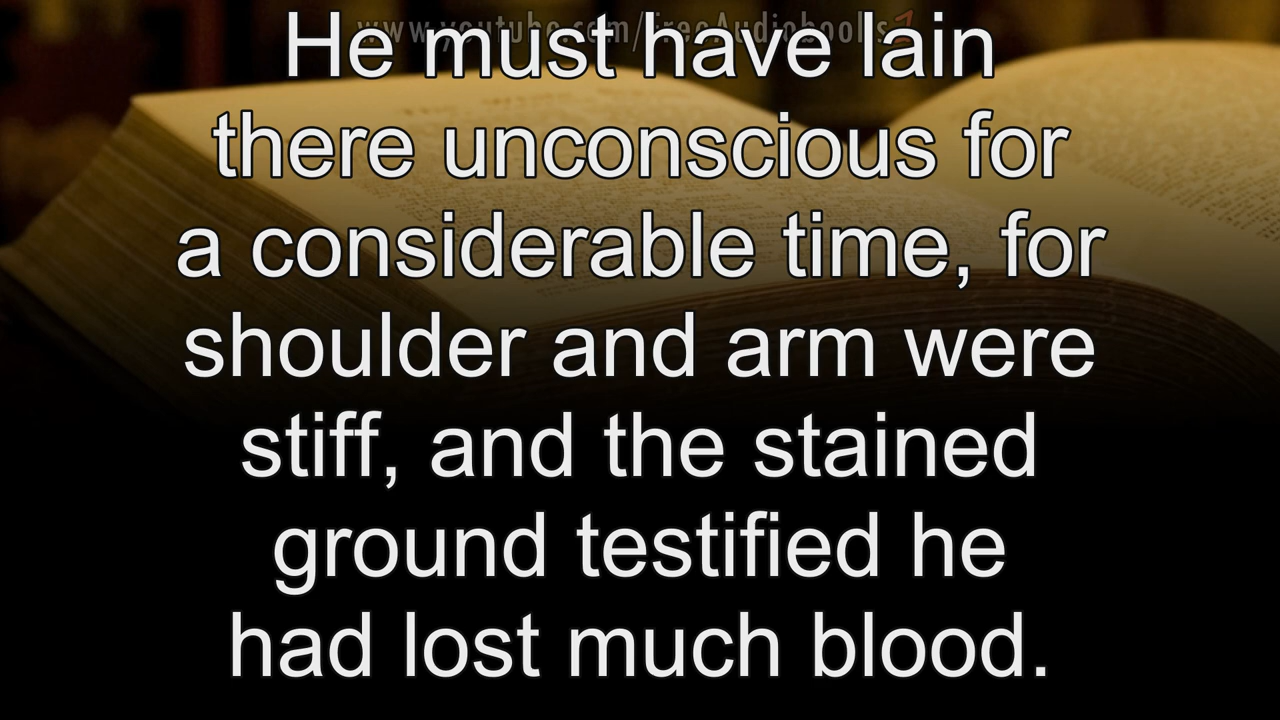 www.youtube.com/FreeAudiobooks1
He must have lain
there unconscious for
a considerable time, for
shoulder and arm were
stiff, and the stained
ground testified he
had lost much blood.